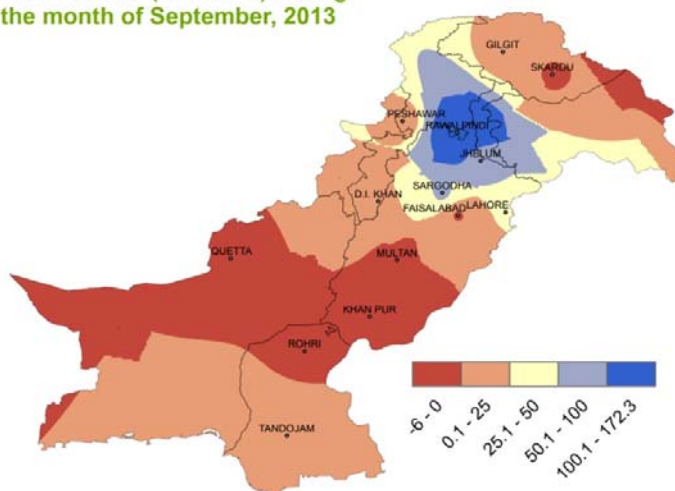 the month of September, 2013
GILGIT
SKARDU
PESHAWAR
RAWALPINDI
JHELUM
SARGODHA
D.I. KHAN
FAISALABAD LAHORE
QUETTA
MULTAN
KHAN PUR
ROHRI
TANDOJAM
-6 - 0
0.1 - 25
25.1 - 50
50.1 - 100
100.1 - 172.3